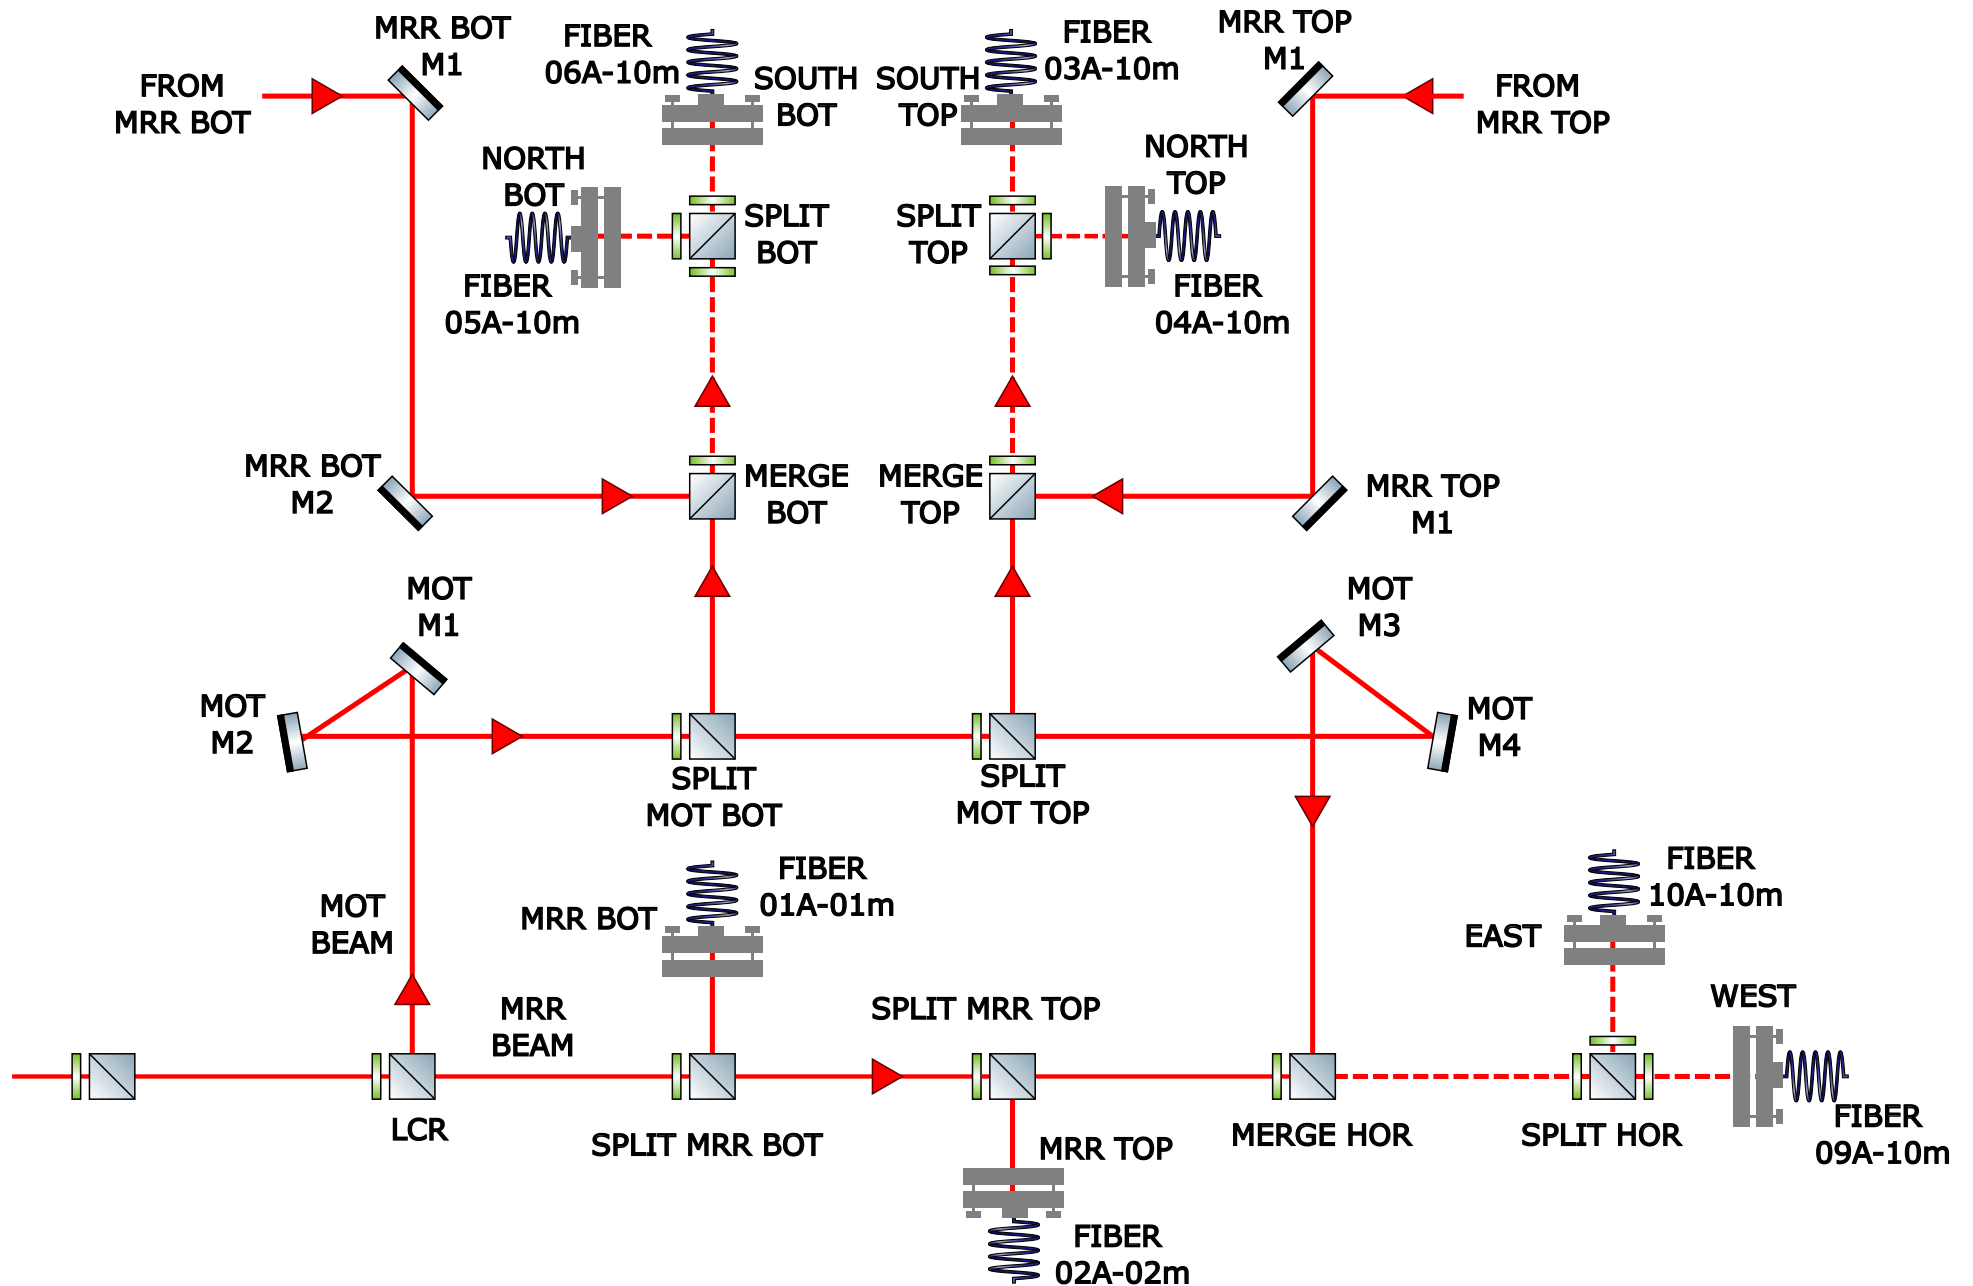 MRR BOT
M1
FIBER
06A-10m
SOUTH
BOT
FIBER
03A-10m
SOUTH
TOP
MRR TOP
M1
FROM
MRR BOT
FROM
MRR TOP
NORTH
BOT
SPLIT
BOT
SPLIT
TOP
NORTH
TOP
FIBER
05A-10m
FIBER
04A-10m
MRR BOT
M2
MERGE
BOT
MERGE
TOP
MRR TOP
M1
MOT
M1
MOT
M3
MOT
M2
MOT
M4
SPLIT
MOT BOT
SPLIT
MOT TOP
MOT
BEAM
MRR BOT
FIBER
01A-01m
FIBER
10A-10m
EAST
WEST
MRR
BEAM
SPLIT MRR TOP
LCR
SPLIT MRR BOT
MRR TOP
MERGE HOR
SPLIT HOR
FIBER
09A-10m
FIBER
02A-02m